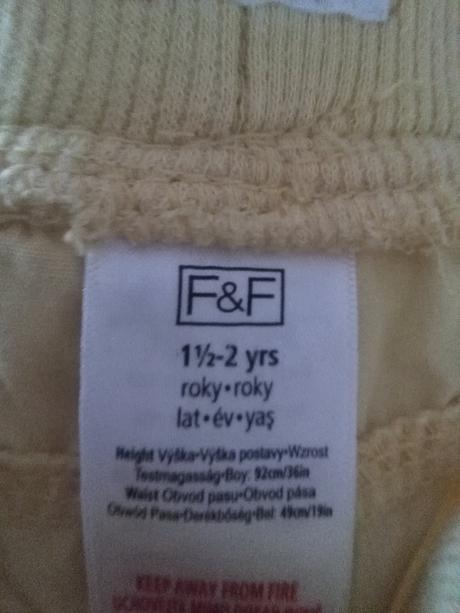 F&F
1½-2 yrs
roky•roky
lat•év•yaş
Height Výška•Výška postavy•Wzrost
Testmagasság•Boy: 92cm/36in
Waist Obvod pasu•Obvod pása
Obwód Pasa•Derékbőség•Bel: 49cm/19in
KEEP AWAY FROM FIRE